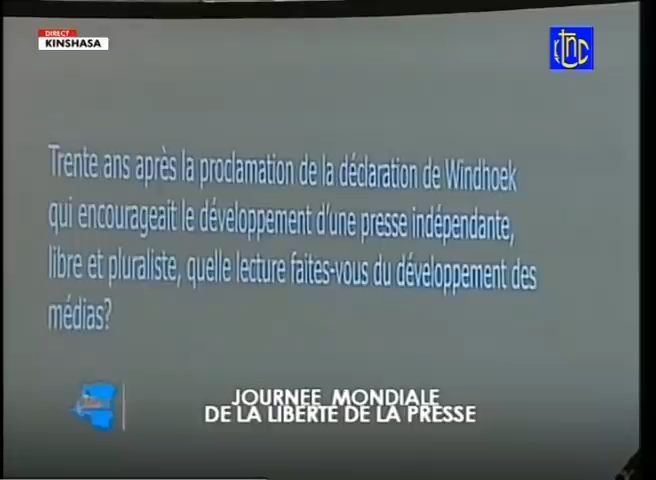 DIRECT
KINSHASA
rtnc
Trente ans après la proclamation de la déclaration de Windhoek
qui encourageait le développement d'une presse indépendante,
libre et pluraliste, quelle lecture faites-vous du développement des
médias?
JOURNEE MONDIALE
DE LA LIBERTE DE LA PRESSE